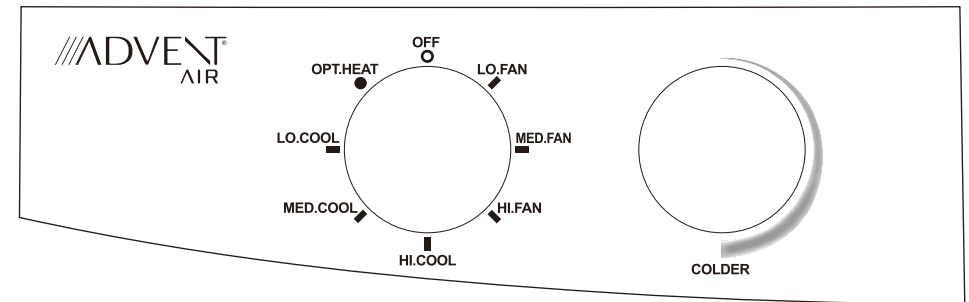 ADVENT®
AIR
OFF
OPT.HEAT
LO.FAN
LO.COOL
MED.FAN
MED.COOL
HI.FAN
HI.COOL
COLDER